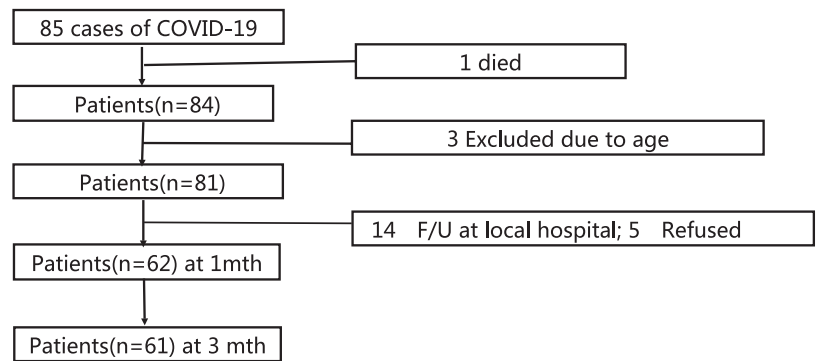 85 cases of COVID-19
1 died
Patients(n=84)
3 Excluded due to age
Patients(n=81)
14 F/U at local hospital; 5 Refused
Patients(n=62) at 1mth
Patients(n=61) at 3 mth